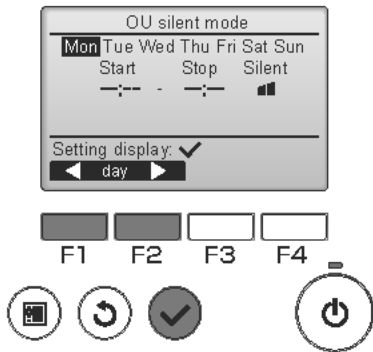 OU silent mode
Mon Tue Wed Thu Fri Sat Sun
Start Stop Silent
--:-- - --:--
Setting display: ✓
◀ day ▶
F1 F2 F3 F4